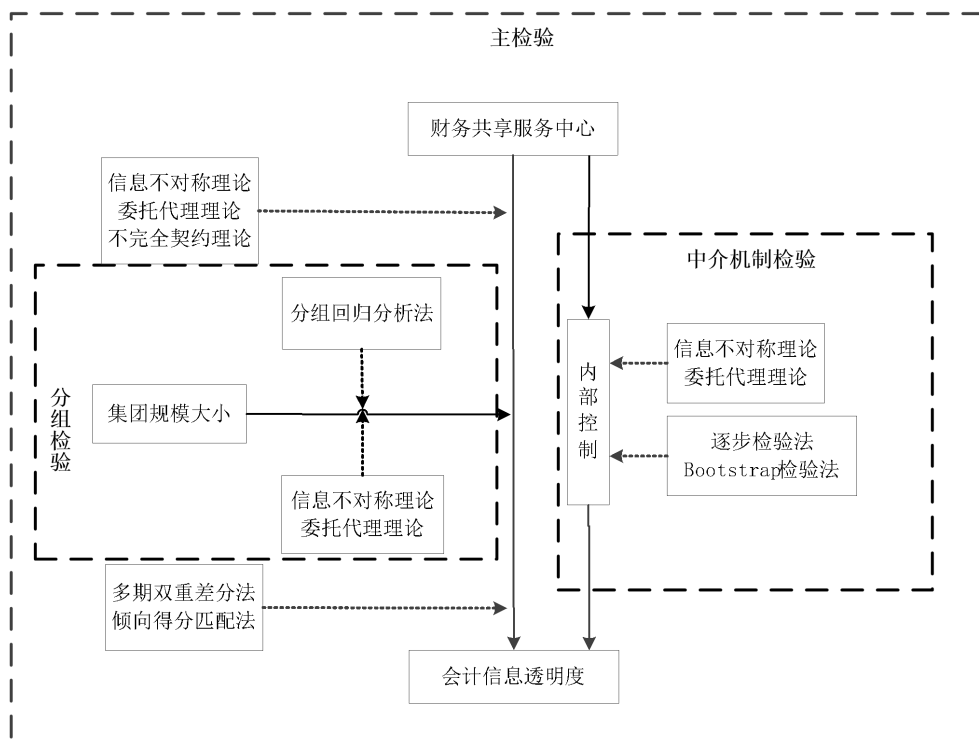 主检验
财务共享服务中心
信息不对称理论
委托代理理论
不完全契约理论
中介机制检验
分组回归分析法
信息不对称理论
委托代理理论
内部控制
分组检验
集团规模大小
逐步检验法
Bootstrap检验法
信息不对称理论
委托代理理论
多期双重差分法
倾向得分匹配法
会计信息透明度